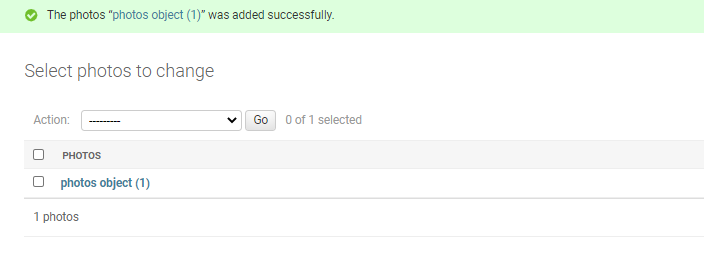 The photos “photos object (1)” was added successfully.
Select photos to change
Action: --------- Go 0 of 1 selected
PHOTOS
photos object (1)
1 photos